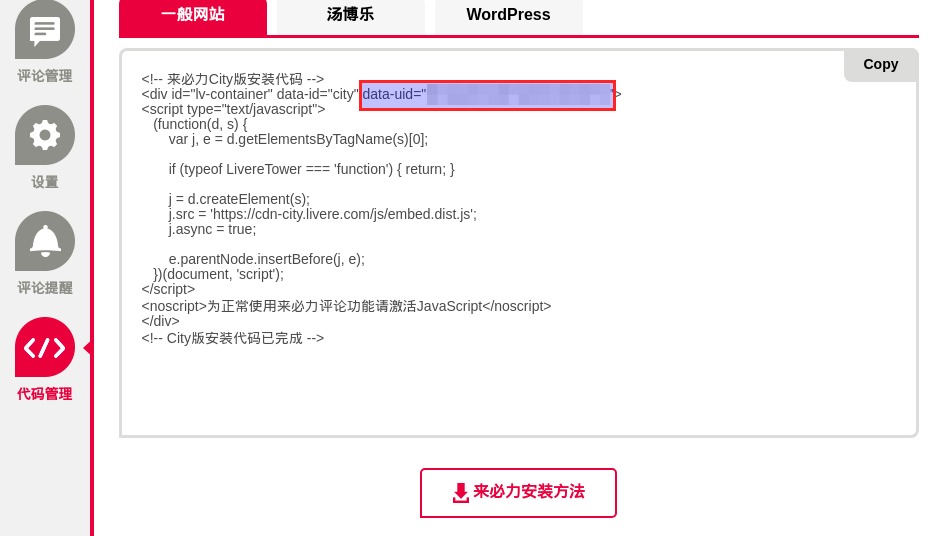 一般网站
汤博乐
WordPress
评论管理
设置
评论提醒
代码管理
Copy
<!-- 来必力City版安装代码 -->
<div id="lv-container" data-id="city" data-uid="">
<script type="text/javascript">
(function(d, s) {
var j, e = d.getElementsByTagName(s)[0];
if (typeof LivereTower === 'function') { return; }
j = d.createElement(s);
j.src = 'https://cdn-city.livere.com/js/embed.dist.js';
j.async = true;
e.parentNode.insertBefore(j, e);
})(document, 'script');
</script>
<noscript>为正常使用来必力评论功能请激活JavaScript</noscript>
</div>
<!-- City版安装代码已完成 -->
来必力安装方法